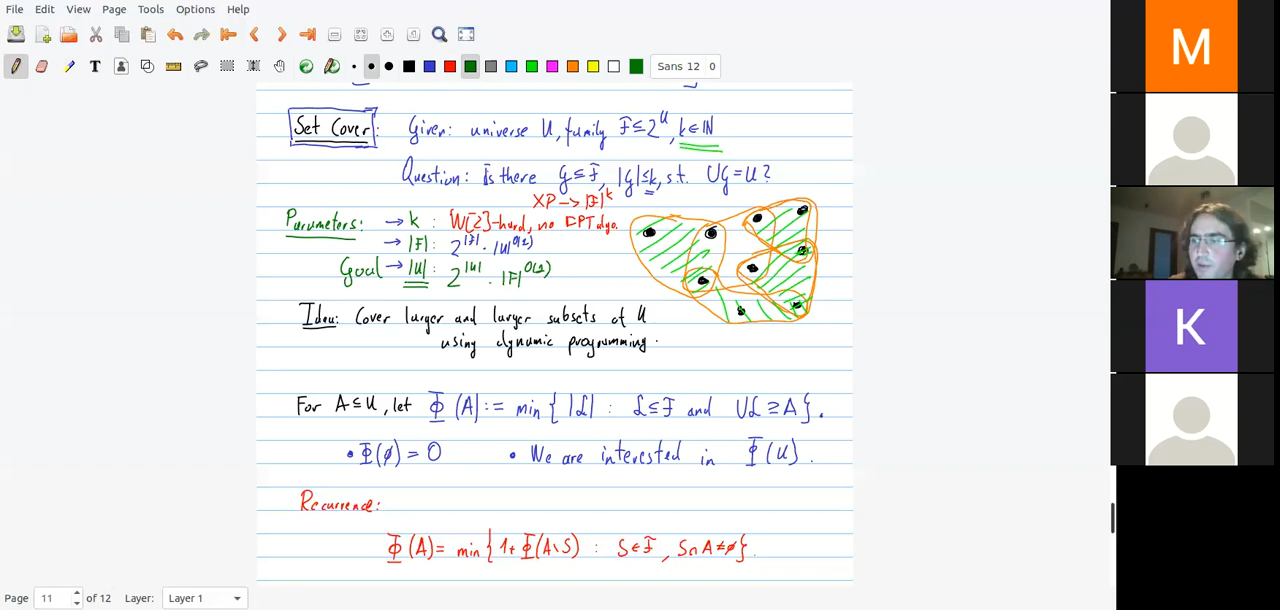 File Edit View Page Tools Options Help
Sans 12 0
Set Cover: Given: universe U, family F ⊆ 2^U, k ∈ ℕ
Question: Is there G ⊆ F, |G| ≤ k, s.t. ∪G = U?
XP → |F|^k
Parameters: → k : W[2]-hard, no FPT algo.
→ |F| : 2^|F| · |U|^O(1)
Goal → |U| : 2^|U| · |F|^O(1)
Idea: Cover larger and larger subsets of U
using dynamic programming.
For A ⊆ U, let Φ(A) := min{ |L| : L ⊆ F and ∪L ⊇ A}.
• Φ(∅) = 0 • We are interested in Φ(U).
Recurrence:
Φ(A) = min{ 1 + Φ(A \ S) : S ∈ F, S ∩ A ≠ ∅}.
M
K
Page 11 of 12 Layer: Layer 1